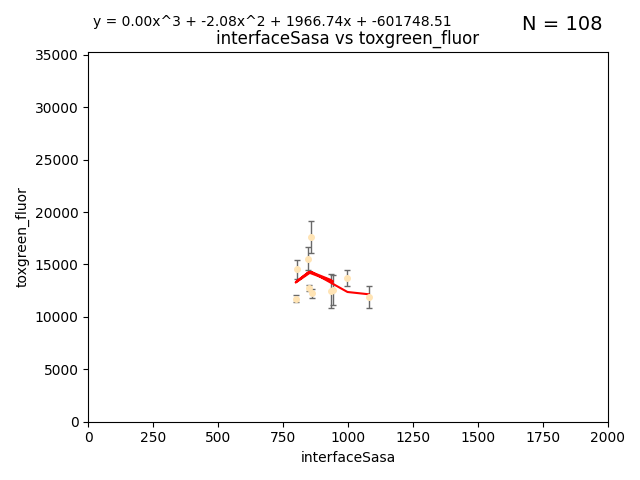 y = 0.00x^3 + -2.08x^2 + 1966.74x + -601748.51
N = 108
interfaceSasa vs toxgreen_fluor
35000
30000
25000
20000
15000
10000
5000
0
toxgreen_fluor
0 250 500 750 1000 1250 1500 1750 2000
interfaceSasa